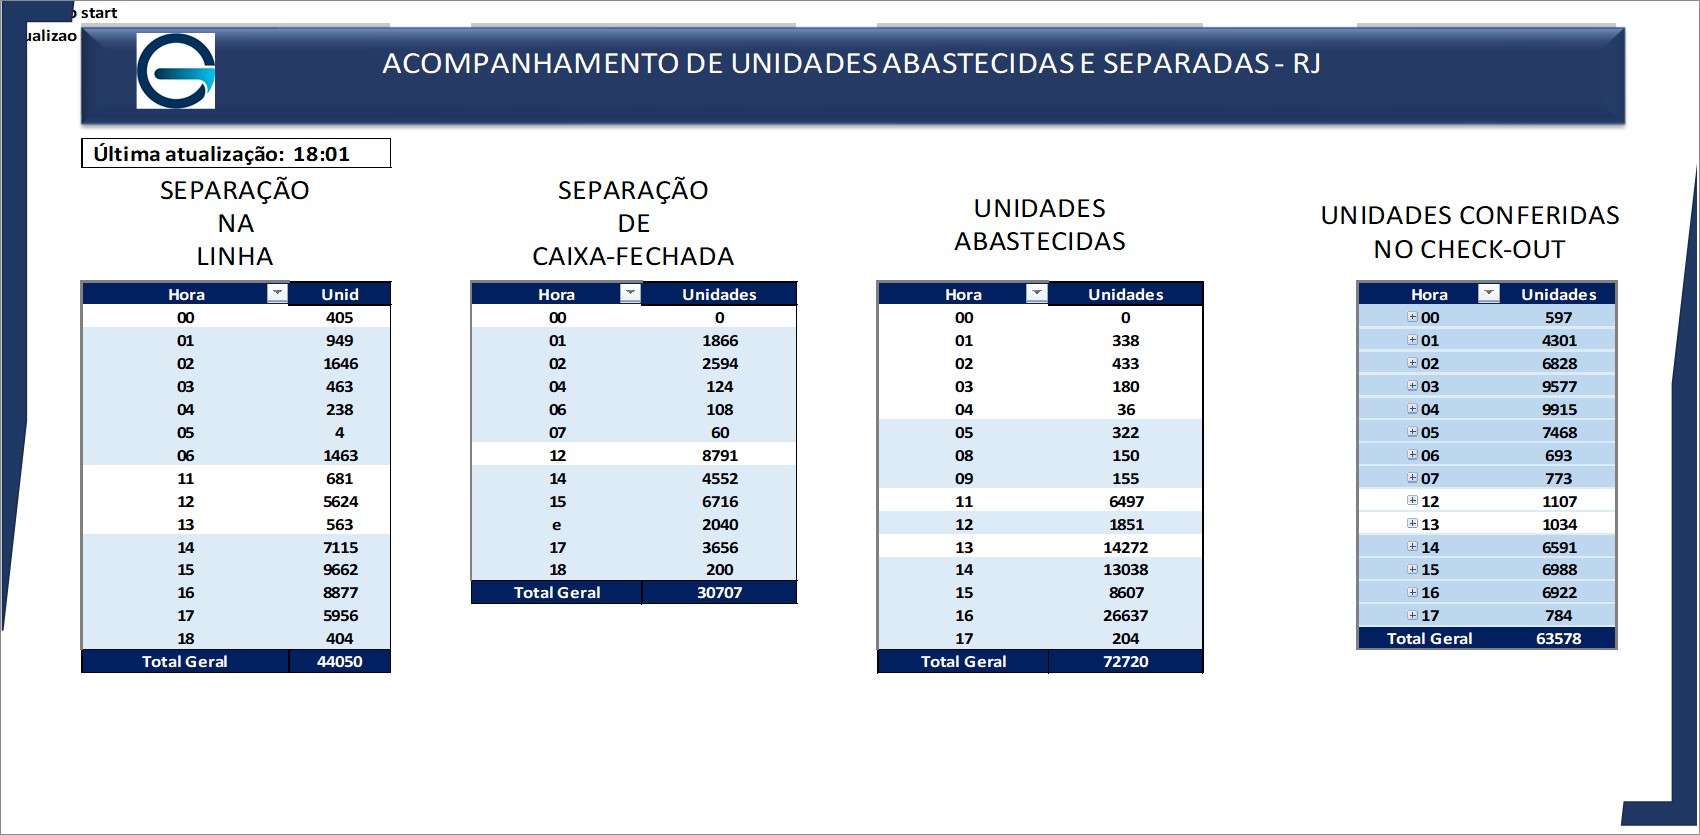 o start
ualizao
ACOMPANHAMENTO DE UNIDADES ABASTECIDAS E SEPARADAS - RJ
Última atualização: 18:01
SEPARAÇÃO
NA
LINHA
Hora Unid
00 405
01 949
02 1646
03 463
04 238
05 4
06 1463
11 681
12 5624
13 563
14 7115
15 9662
16 8877
17 5956
18 404
Total Geral 44050
SEPARAÇÃO
DE
CAIXA-FECHADA
Hora Unidades
00 0
01 1866
02 2594
04 124
06 108
07 60
12 8791
14 4552
15 6716
e 2040
17 3656
18 200
Total Geral 30707
UNIDADES
ABASTECIDAS
Hora Unidades
00 0
01 338
02 433
03 180
04 36
05 322
08 150
09 155
11 6497
12 1851
13 14272
14 13038
15 8607
16 26637
17 204
Total Geral 72720
UNIDADES CONFERIDAS
NO CHECK-OUT
Hora Unidades
00 597
01 4301
02 6828
03 9577
04 9915
05 7468
06 693
07 773
12 1107
13 1034
14 6591
15 6988
16 6922
17 784
Total Geral 63578